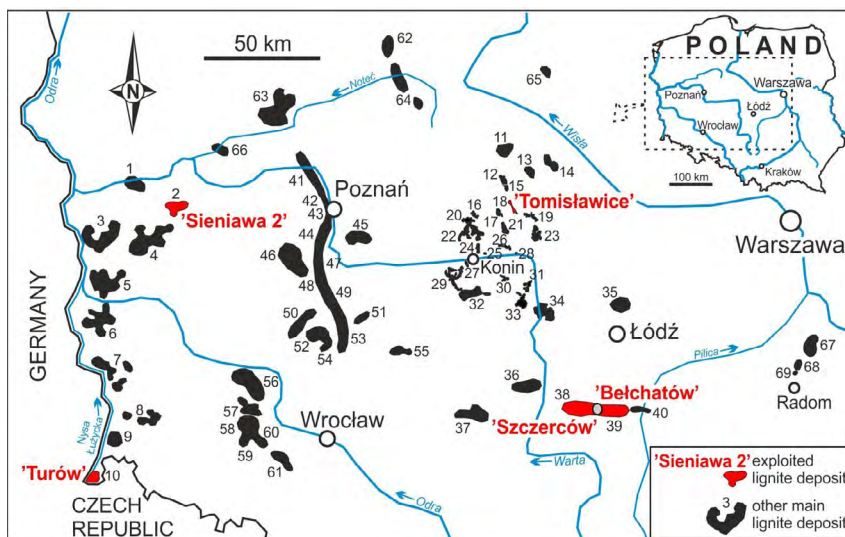 50 km
N
Odra
Noteć
62
63
64
65
66
Wisła
POLAND
Poznań
Warszawa
Łódź
Wrocław
Kraków
100 km
1
2
'Sieniawa 2'
3
4
5
6
7
8
9
10
'Turów'
GERMANY
Nysa
Łużycka
CZECH
REPUBLIC
41
42
43
44
45
46
47
48
49
50
51
52
53
54
55
Poznań
11
12
13
14
15
16
17
18
'Tomisławice'
19
20
21
22
23
24
25
26
27
28
29
30
31
32
33
34
Konin
Warszawa
35
Łódź
36
37
38
39
40
'Bełchatów'
'Szczerców'
Pilica
Warta
67
68
69
Radom
56
57
58
59
60
61
Wrocław
Odra
'Sieniawa 2' exploited
lignite deposit
3 other main
lignite deposit